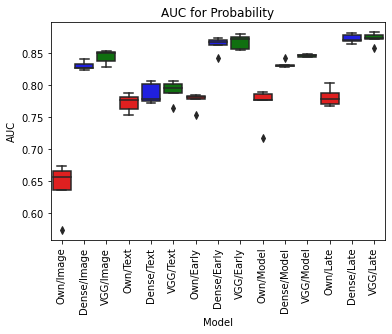 AUC for Probability
AUC
0.85
0.80
0.75
0.70
0.65
0.60
Own/Image
Dense/Image
VGG/Image
Own/Text
Dense/Text
VGG/Text
Own/Early
Dense/Early
VGG/Early
Own/Model
Dense/Model
VGG/Model
Own/Late
Dense/Late
VGG/Late
Model